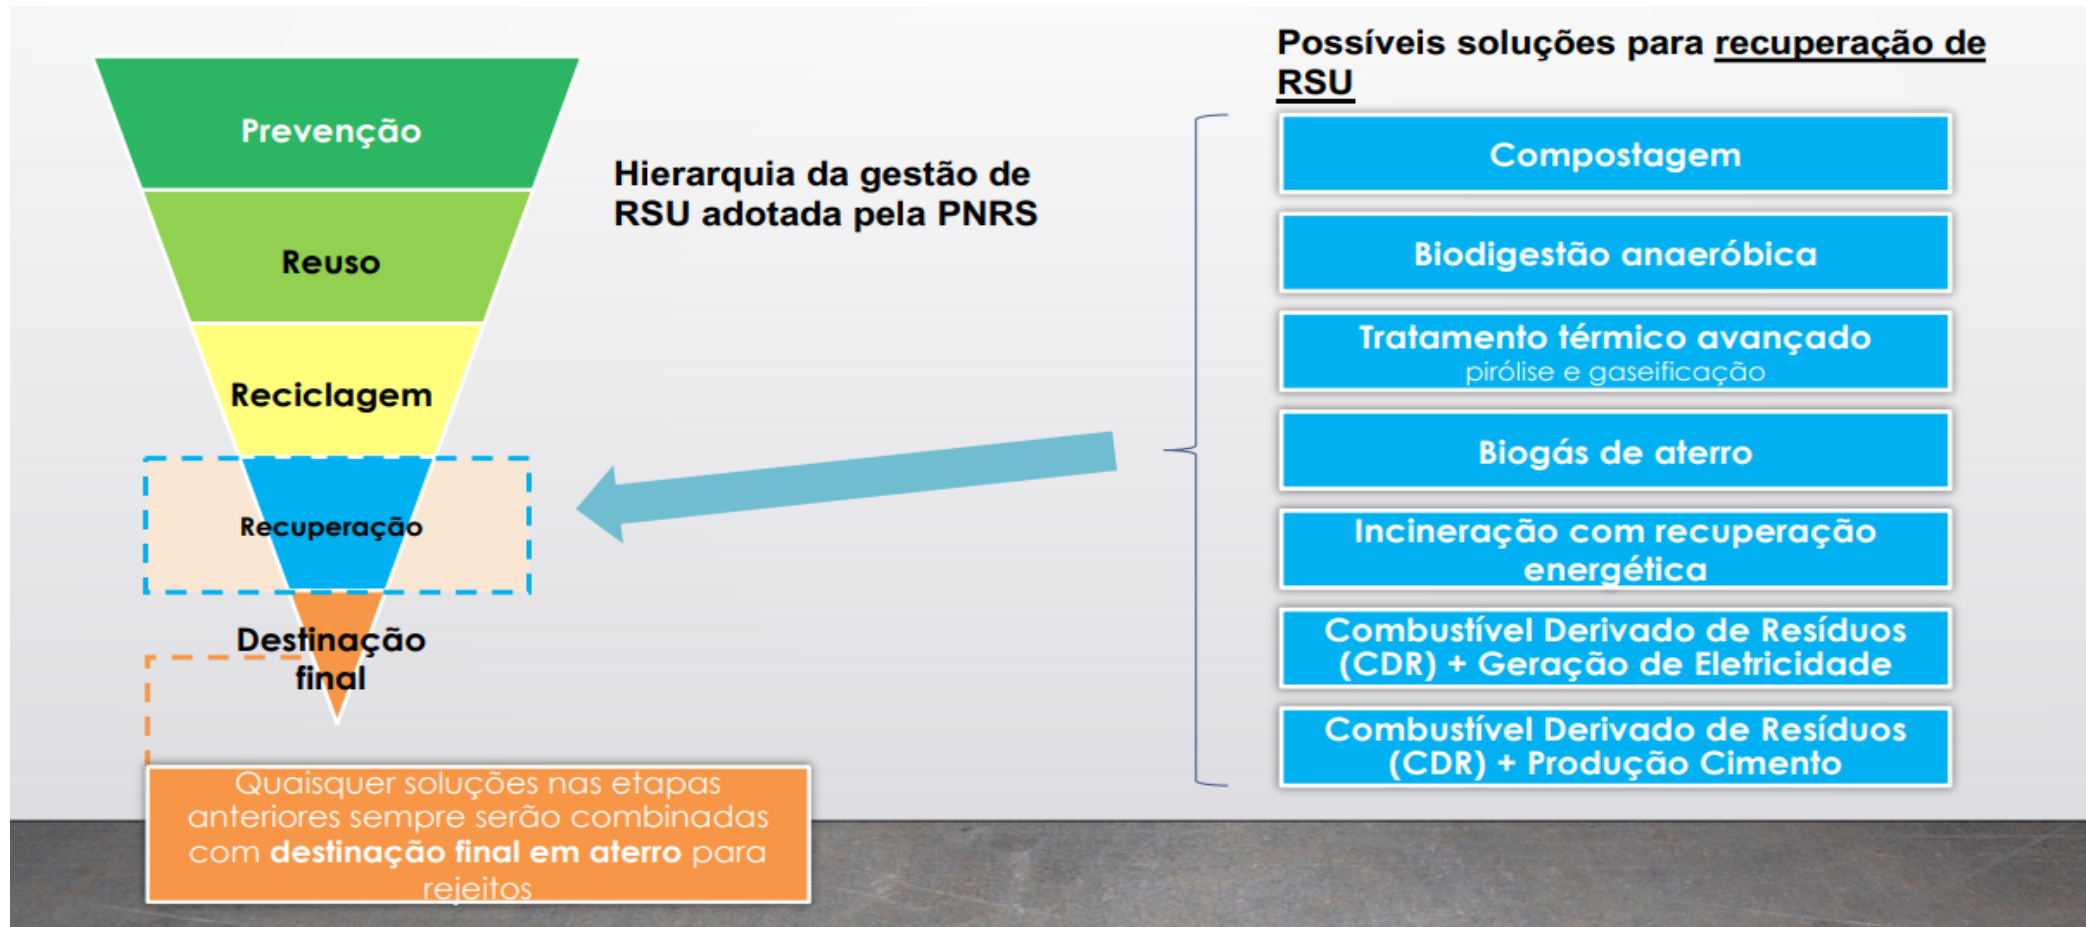 Prevenção
Reuso
Reciclagem
Recuperação
Destinação
final
Quaisquer soluções nas etapas
anteriores sempre serão combinadas
com destinação final em aterro para
rejeitos
Hierarquia da gestão de
RSU adotada pela PNRS
Possíveis soluções para recuperação de
RSU
Compostagem
Biodigestão anaeróbica
Tratamento térmico avançado
pirólise e gaseificação
Biogás de aterro
Incineração com recuperação
energética
Combustível Derivado de Resíduos
(CDR) + Geração de Eletricidade
Combustível Derivado de Resíduos
(CDR) + Produção Cimento